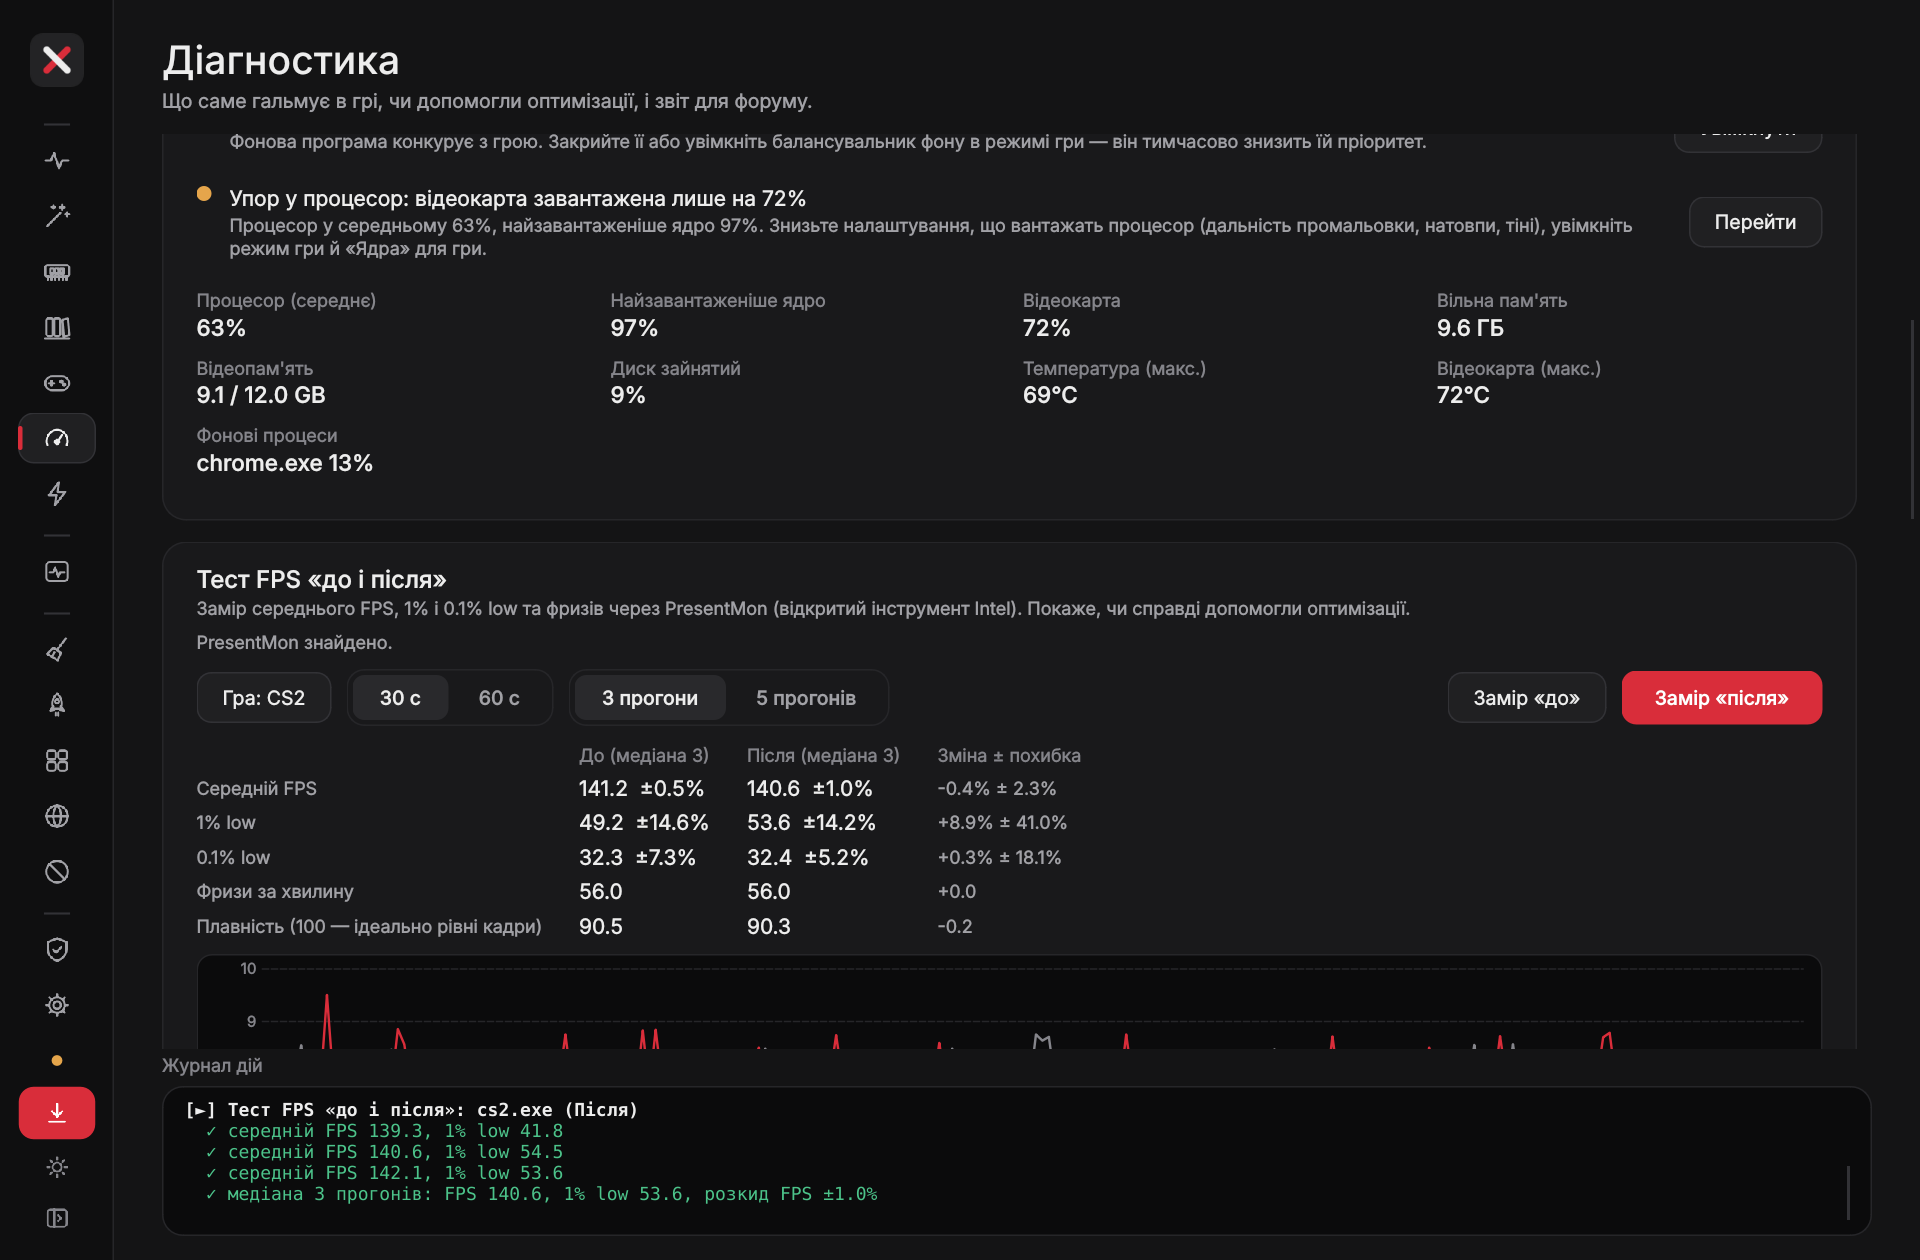 Діагностика
Що саме гальмує в грі, чи допомогли оптимізації, і звіт для форуму.
Фонова програма конкурує з грою. Закрийте її або увімкніть балансувальник фону в режимі гри — він тимчасово знизить їй пріоритет.
Упор у процесор: відеокарта завантажена лише на 72%
Процесор у середньому 63%, найзавантаженіше ядро 97%. Знизьте налаштування, що вантажать процесор (дальність промальовки, натовпи, тіні), увімкніть
режим гри й «Ядра» для гри.
Перейти
Процесор (середнє) Найзавантаженіше ядро Відеокарта Вільна пам'ять
63% 97% 72% 9.6 ГБ
Відеопам'ять Диск зайнятий Температура (макс.) Відеокарта (макс.)
9.1 / 12.0 GB 9% 69°C 72°C
Фонові процеси
chrome.exe 13%
Тест FPS «до і після»
Замір середнього FPS, 1% і 0.1% low та фризів через PresentMon (відкритий інструмент Intel). Покаже, чи справді допомогли оптимізації.
PresentMon знайдено.
Гра: CS2 30 с 60 с 3 прогони 5 прогонів Замір «до» Замір «після»
До (медіана 3) Після (медіана 3) Зміна ± похибка
Середній FPS 141.2 ±0.5% 140.6 ±1.0% -0.4% ± 2.3%
1% low 49.2 ±14.6% 53.6 ±14.2% +8.9% ± 41.0%
0.1% low 32.3 ±7.3% 32.4 ±5.2% +0.3% ± 18.1%
Фризи за хвилину 56.0 56.0 +0.0
Плавність (100 — ідеально рівні кадри) 90.5 90.3 -0.2
10
9
Журнал дій
[►] Тест FPS «до і після»: cs2.exe (Після)
✓ середній FPS 139.3, 1% low 41.8
✓ середній FPS 140.6, 1% low 54.5
✓ середній FPS 142.1, 1% low 53.6
✓ медіана 3 прогонів: FPS 140.6, 1% low 53.6, розкид FPS ±1.0%